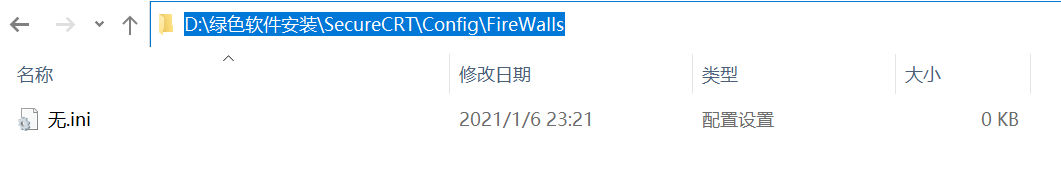 D:\绿色软件安装\SecureCRT\Config\FireWalls
名称 修改日期 类型 大小
无.ini 2021/1/6 23:21 配置设置 0 KB